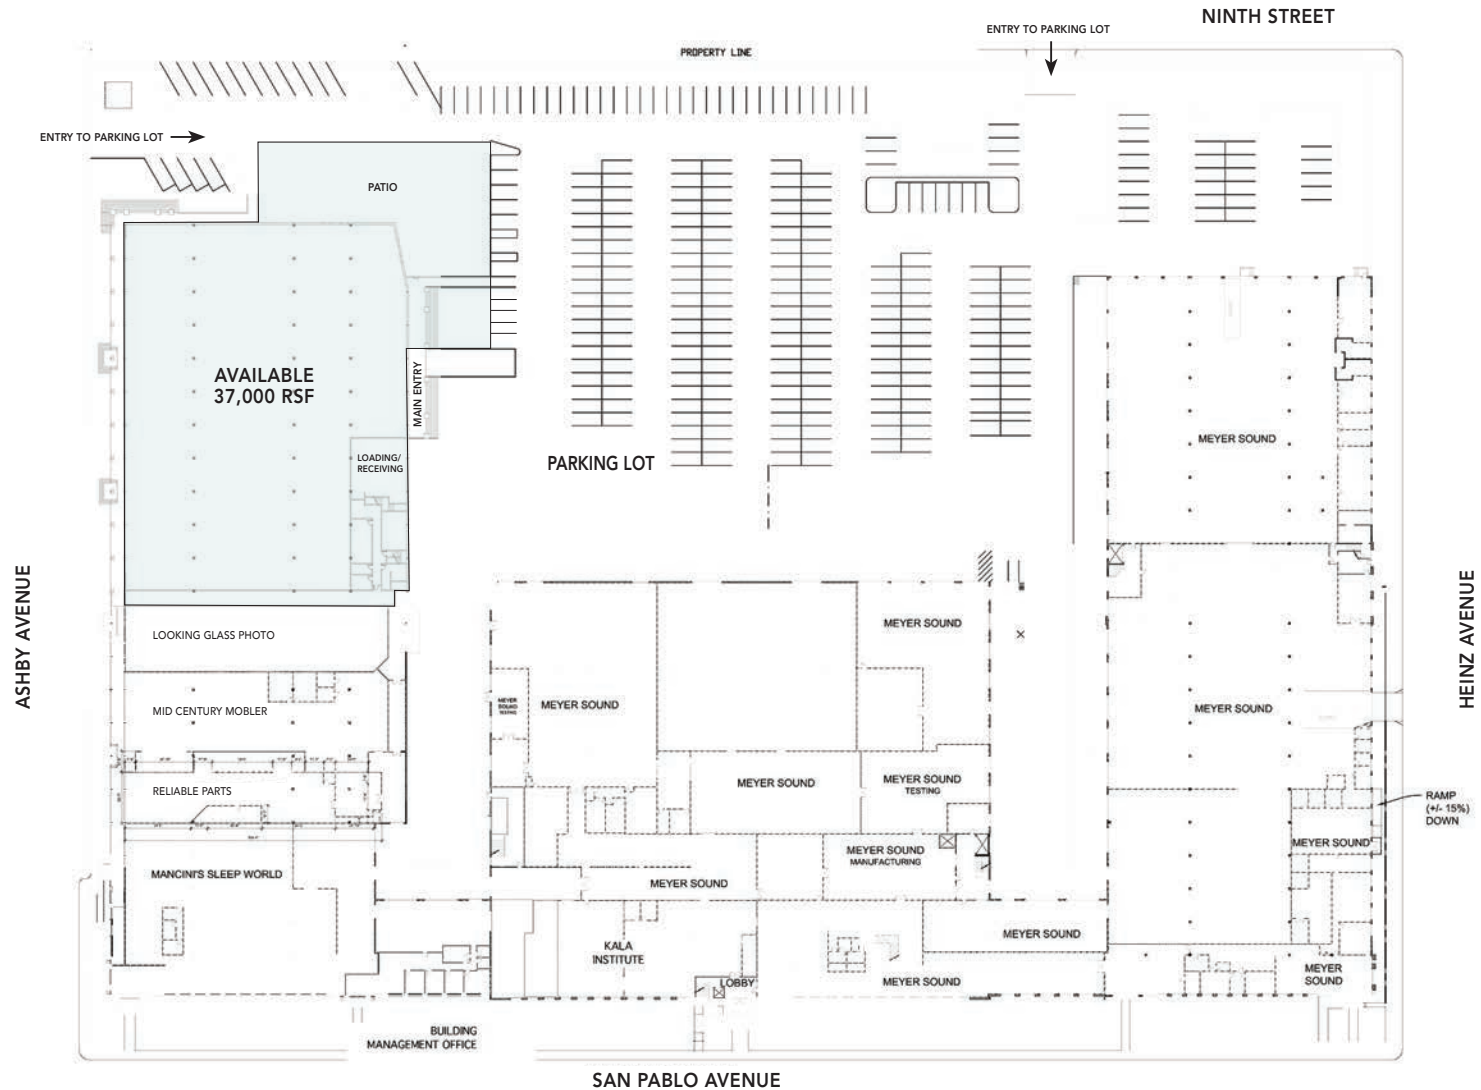 NINTH STREET
ENTRY TO PARKING LOT
PROPERTY LINE
ENTRY TO PARKING LOT
PATIO
AVAILABLE
37,000 RSF
MAIN ENTRY
LOADING/
RECEIVING
PARKING LOT
MEYER SOUND
ASHBY AVENUE
HEINZ AVENUE
LOOKING GLASS PHOTO
MEYER SOUND
MID CENTURY MOBLER
MEYER
SOUND
TESTING
MEYER SOUND
MEYER SOUND
RELIABLE PARTS
MEYER SOUND
MEYER SOUND
TESTING
RAMP
(+/- 15%)
DOWN
MEYER SOUND
MEYER SOUND
MANUFACTURING
MANCINI'S SLEEP WORLD
MEYER SOUND
MEYER SOUND
KALA
INSTITUTE
LOBBY
MEYER SOUND
MEYER
SOUND
BUILDING
MANAGEMENT OFFICE
SAN PABLO AVENUE